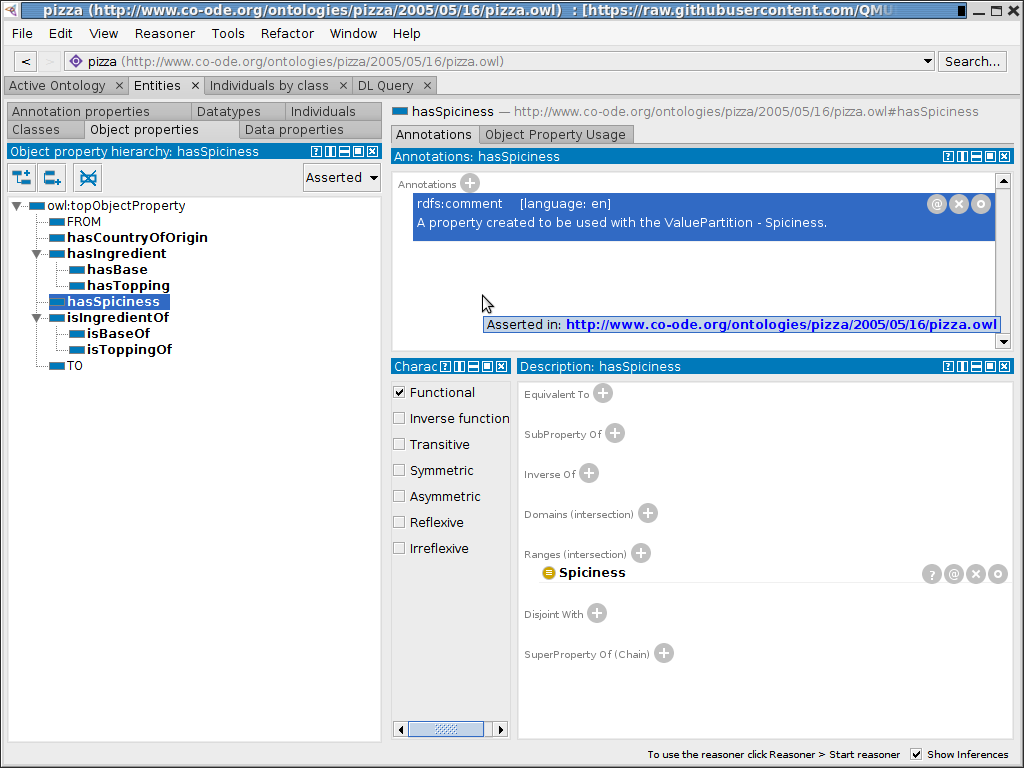 pizza (http://www.co-ode.org/ontologies/pizza/2005/05/16/pizza.owl) : [https://raw.githubusercontent.com/QMU
File Edit View Reasoner Tools Refactor Window Help
< > pizza (http://www.co-ode.org/ontologies/pizza/2005/05/16/pizza.owl) Search...
Active Ontology × Entities × Individuals by class × DL Query ×
Annotation properties Datatypes Individuals
Classes Object properties Data properties
Object property hierarchy: hasSpiciness
Asserted
owl:topObjectProperty
FROM
hasCountryOfOrigin
hasIngredient
hasBase
hasTopping
hasSpiciness
isIngredientOf
isBaseOf
isToppingOf
TO
hasSpiciness — http://www.co-ode.org/ontologies/pizza/2005/05/16/pizza.owl#hasSpiciness
Annotations Object Property Usage
Annotations: hasSpiciness
Annotations
rdfs:comment [language: en]
A property created to be used with the ValuePartition - Spiciness.
Asserted in: http://www.co-ode.org/ontologies/pizza/2005/05/16/pizza.owl
Charac
Functional
Inverse function
Transitive
Symmetric
Asymmetric
Reflexive
Irreflexive
Description: hasSpiciness
Equivalent To
SubProperty Of
Inverse Of
Domains (intersection)
Ranges (intersection)
Spiciness
Disjoint With
SuperProperty Of (Chain)
To use the reasoner click Reasoner > Start reasoner Show Inferences